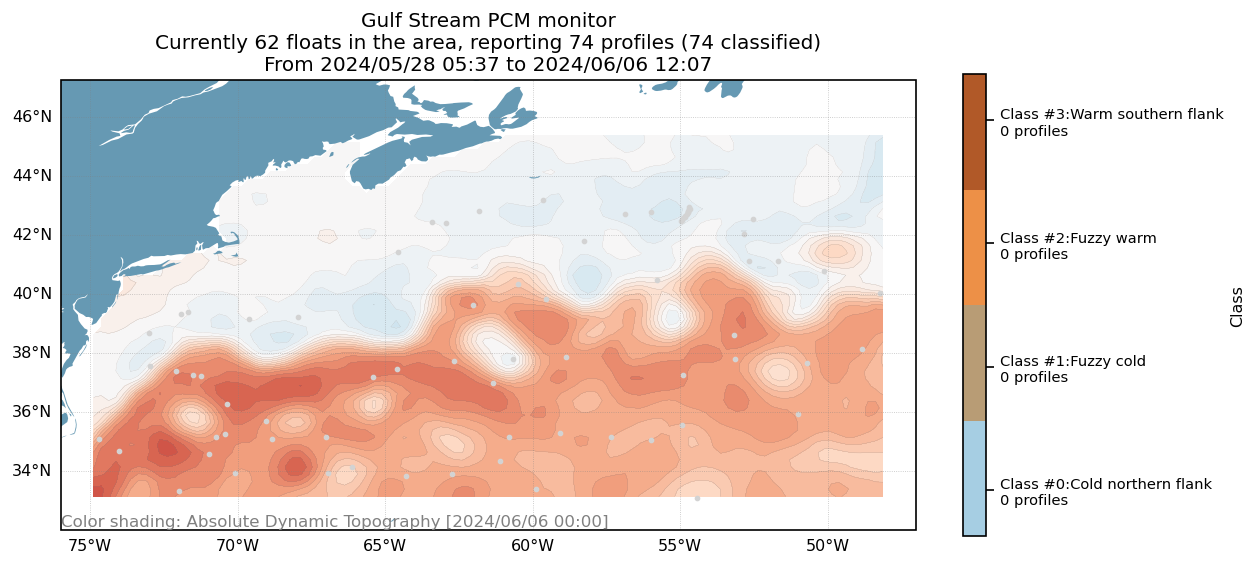 Gulf Stream PCM monitor
Currently 62 floats in the area, reporting 74 profiles (74 classified)
From 2024/05/28 05:37 to 2024/06/06 12:07
46°N
44°N
42°N
40°N
38°N
36°N
34°N
Color shading: Absolute Dynamic Topography [2024/06/06 00:00]
75°W
70°W
65°W
60°W
55°W
50°W
Class #3:Warm southern flank
0 profiles
Class #2:Fuzzy warm
0 profiles
Class #1:Fuzzy cold
0 profiles
Class #0:Cold northern flank
0 profiles
Class